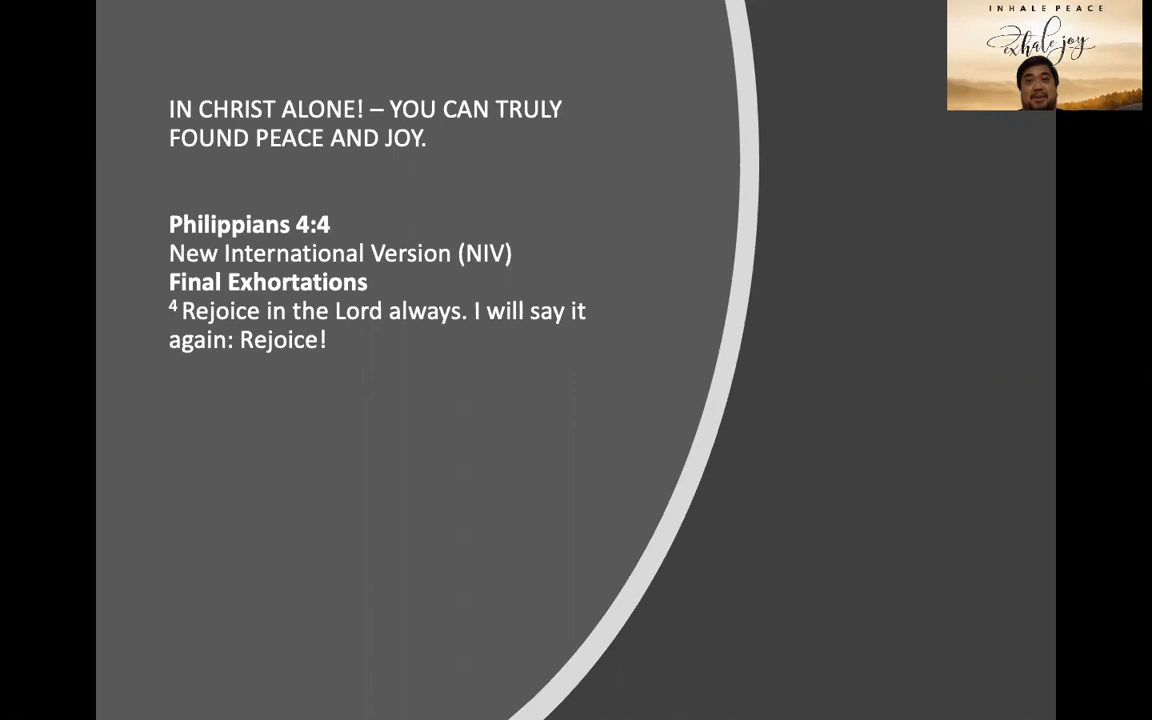 INHALE PEACE
exhale joy
IN CHRIST ALONE! – YOU CAN TRULY
FOUND PEACE AND JOY.
Philippians 4:4
New International Version (NIV)
Final Exhortations
4 Rejoice in the Lord always. I will say it
again: Rejoice!